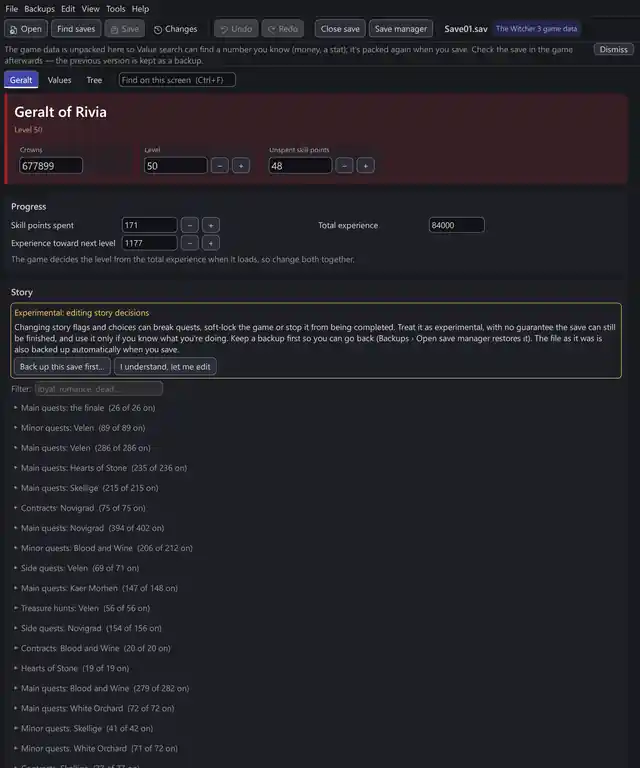 File Backups Edit View Tools Help
Open Find saves Save Changes Undo Redo Close save Save manager Save01.sav The Witcher 3 game data
The game data is unpacked here so Value search can find a number you know (money, a stat); it's packed again when you save. Check the save in the game
afterwards — the previous version is kept as a backup.
Dismiss
Geralt Values Tree Find on this screen (Ctrl+F)
Geralt of Rivia
Level 50
Crowns Level Unspent skill points
677899 50 − + 48 − +
Progress
Skill points spent 171 − + Total experience 84000
Experience toward next level 1177 − +
The game decides the level from the total experience when it loads, so change both together.
Story
Experimental: editing story decisions
Changing story flags and choices can break quests, soft-lock the game or stop it from being completed. Treat it as experimental, with no guarantee the save can still
be finished, and use it only if you know what you're doing. Keep a backup first so you can go back (Backups › Open save manager restores it). The file as it was is
also backed up automatically when you save.
Back up this save first... I understand, let me edit
Filter: royal, romance, dead...
Main quests: the finale (26 of 26 on)
Minor quests: Velen (89 of 89 on)
Main quests: Velen (286 of 286 on)
Main quests: Hearts of Stone (235 of 236 on)
Main quests: Skellige (215 of 215 on)
Contracts: Novigrad (75 of 75 on)
Main quests: Novigrad (394 of 402 on)
Minor quests: Blood and Wine (206 of 212 on)
Side quests: Velen (69 of 71 on)
Main quests: Kaer Morhen (147 of 148 on)
Treasure hunts: Velen (56 of 56 on)
Side quests: Novigrad (154 of 156 on)
Contracts: Blood and Wine (20 of 20 on)
Hearts of Stone (19 of 19 on)
Main quests: Blood and Wine (279 of 282 on)
Main quests: White Orchard (72 of 72 on)
Minor quests: Skellige (41 of 42 on)
Minor quests: White Orchard (71 of 72 on)